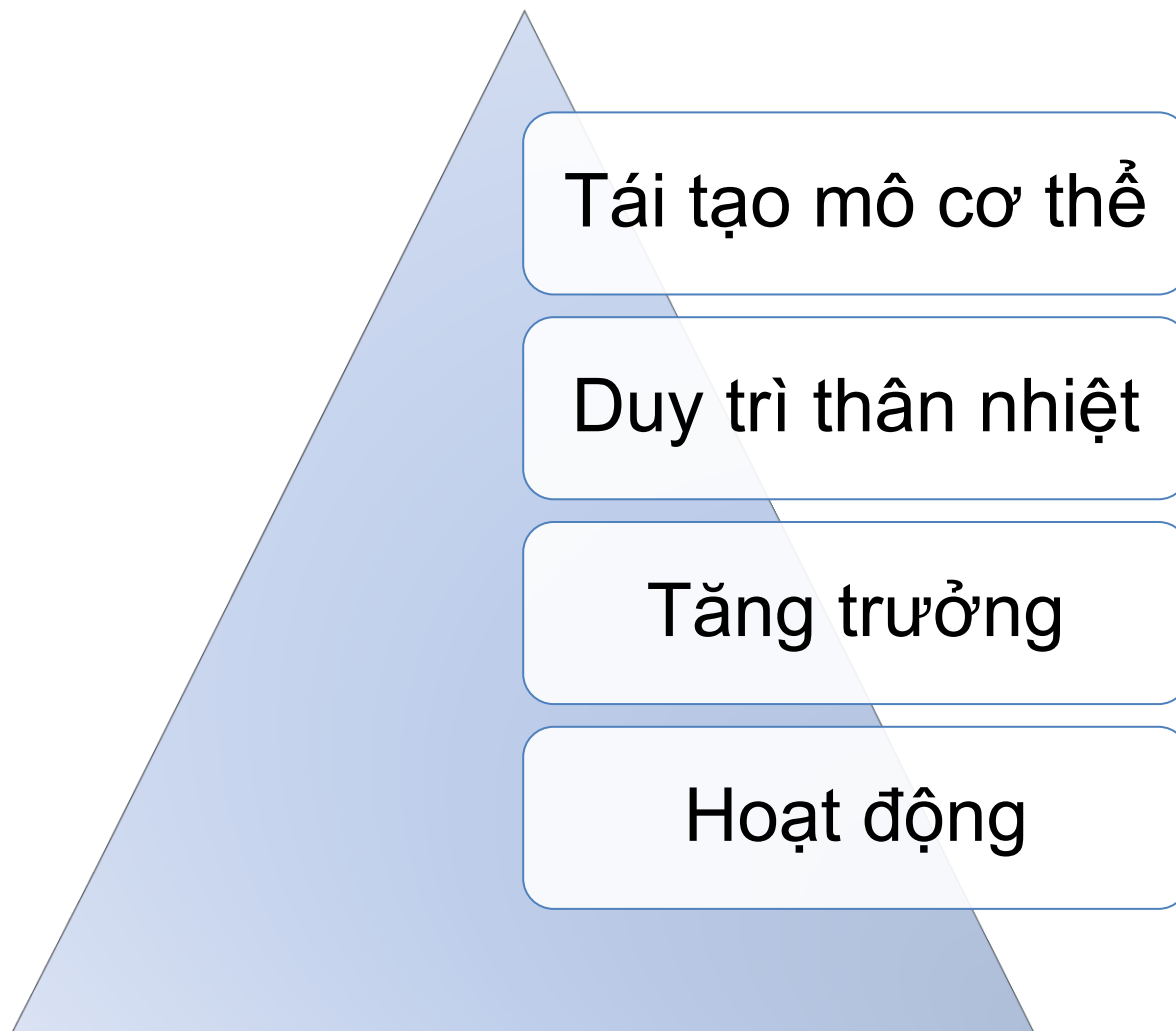 Tái tạo mô cơ thể
Duy trì thân nhiệt
Tăng trưởng
Hoạt động